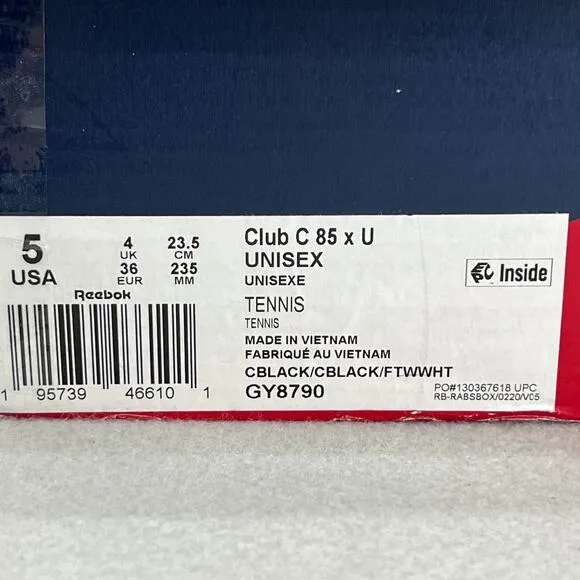 5
USA
4
UK
36
EUR
23.5
CM
235
MM
Reebok
1 95739 46610 1
Club C 85 x U
UNISEX
UNISEXE
TENNIS
TENNIS
MADE IN VIETNAM
FABRIQUÉ AU VIETNAM
CBLACK/CBLACK/FTWWHT
GY8790
Inside
PO#130367618 UPC
RB-RABSBOX/0220/V05